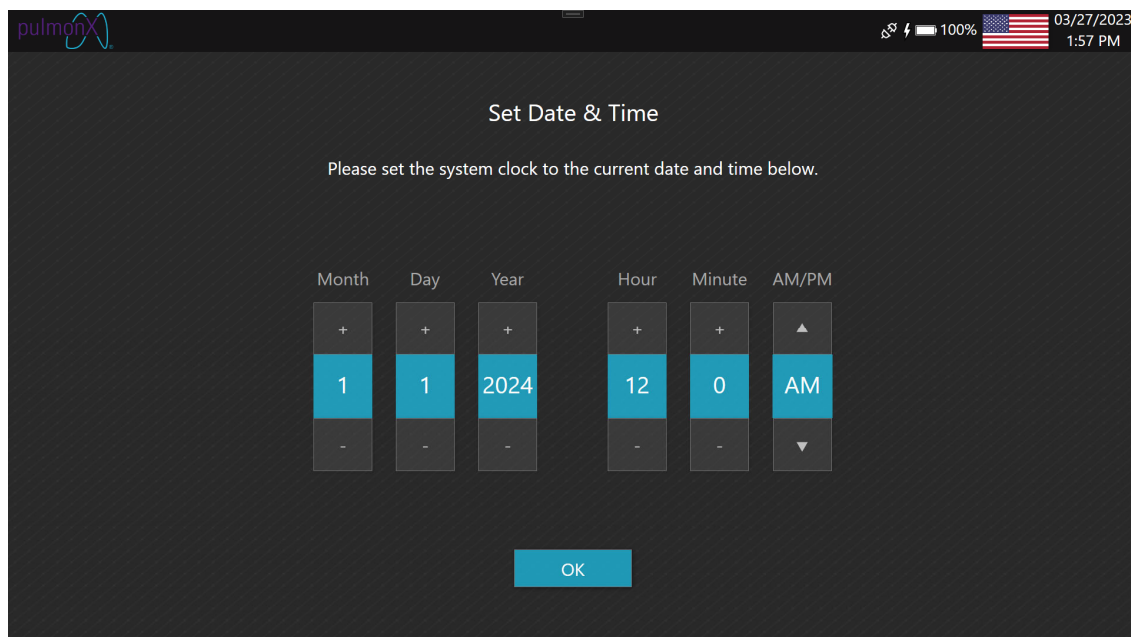 pulmonX®
100%
03/27/2023
1:57 PM
Set Date & Time
Please set the system clock to the current date and time below.
Month Day Year Hour Minute AM/PM
+ + + + + ▲
1 1 2024 12 0 AM
- - - - - ▼
OK